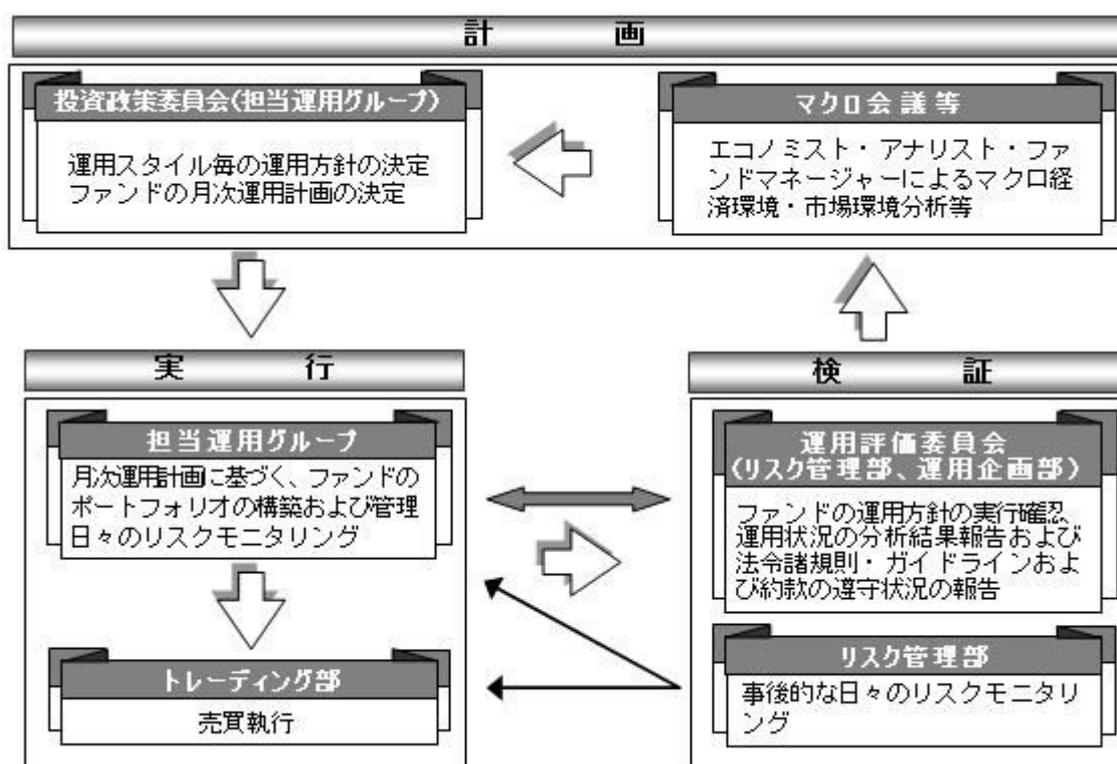 計画
投資政策委員会(担当運用グループ)
運用スタイル毎の運用方針の決定
ファンドの月次運用計画の決定
マクロ会議等
エコノミスト・アナリスト・ファ
ンドマネージャーによるマクロ経
済環境・市場環境分析等
実行
担当運用グループ
月次運用計画に基づく、ファンドの
ポートフォリオの構築および管理
日々のリスクモニタリング
トレーディング部
売買執行
検証
運用評価委員会
(リスク管理部、運用企画部)
ファンドの運用方針の実行確認
運用状況の分析結果報告および
法令諸規則・ガイドラインおよ
び約款の遵守状況の報告
リスク管理部
事後的な日々のリスクモニタリ
ング